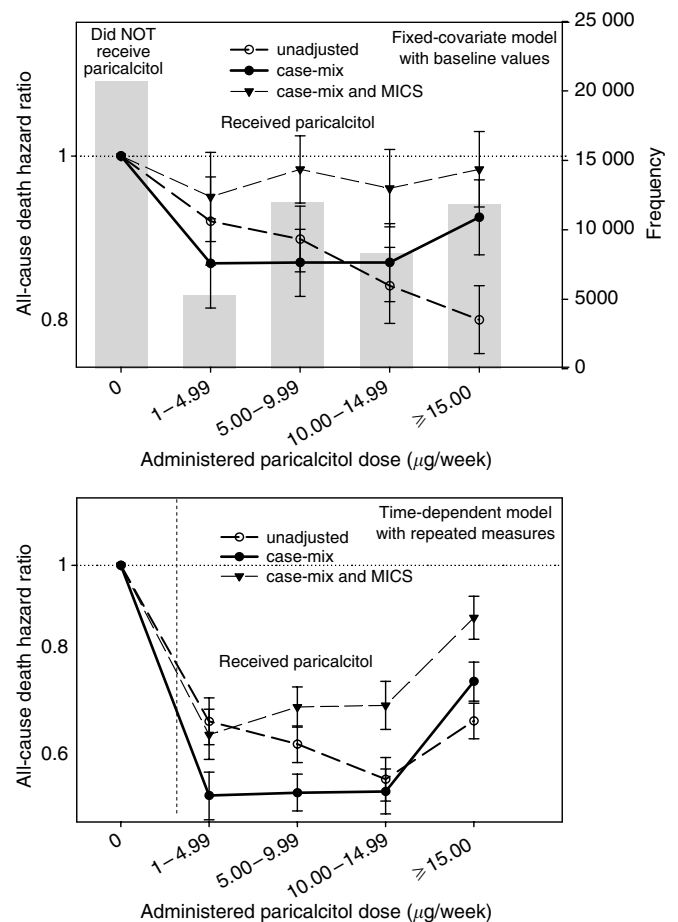 Did NOT
receive
paricalcitol
unadjusted
case-mix
case-mix and MICS
Fixed-covariate model
with baseline values
Received paricalcitol
All-cause death hazard ratio
1
0.8
25 000
20 000
15 000
10 000
5000
0
Frequency
0
1–4.99
5.00–9.99
10.00–14.99
⩾ 15.00
Administered paricalcitol dose (μg/week)
Time-dependent model
with repeated measures
unadjusted
case-mix
case-mix and MICS
Received paricalcitol
All-cause death hazard ratio
1
0.8
0.6
0
1–4.99
5.00–9.99
10.00–14.99
⩾ 15.00
Administered paricalcitol dose (μg/week)